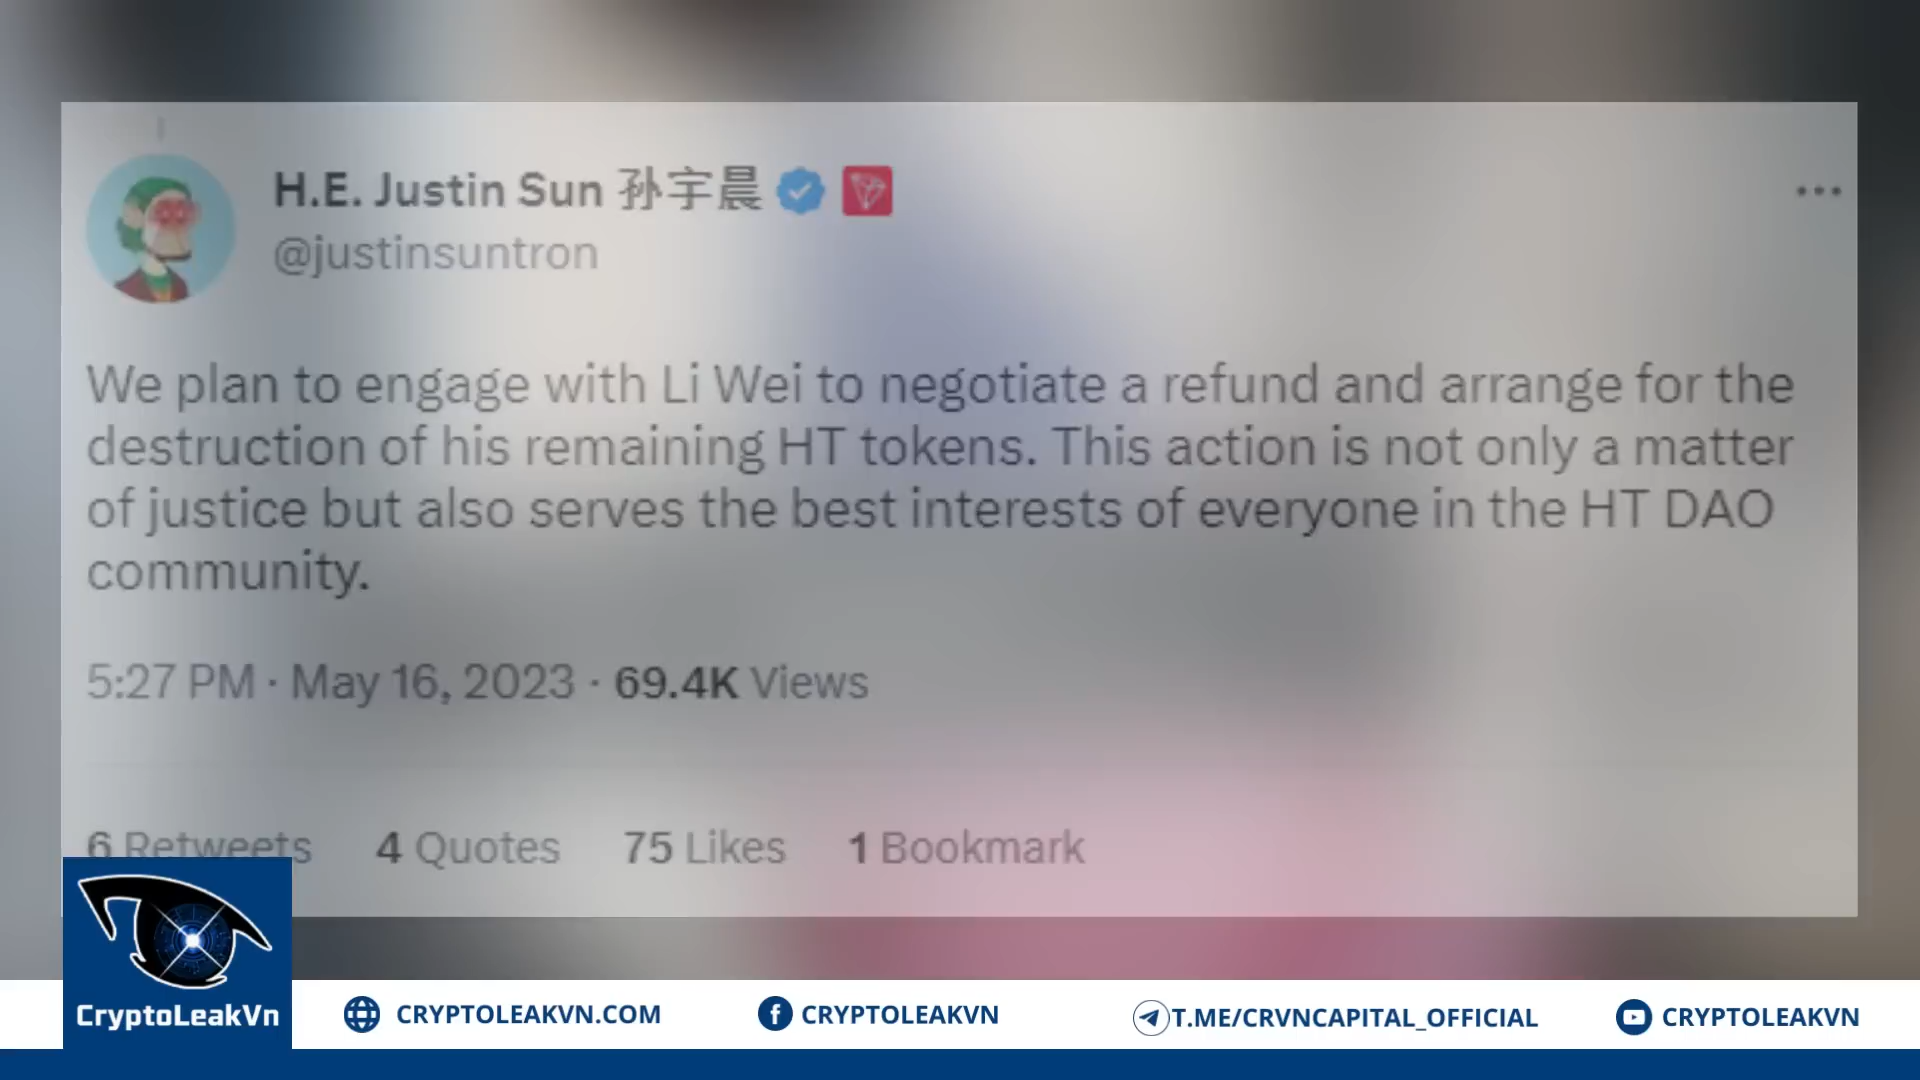 H.E. Justin Sun 孙宇晨
@justinsuntron
We plan to engage with Li Wei to negotiate a refund and arrange for the
destruction of his remaining HT tokens. This action is not only a matter
of justice but also serves the best interests of everyone in the HT DAO
community.
5:27 PM · May 16, 2023 · 69.4K Views
6 Retweets 4 Quotes 75 Likes 1 Bookmark
CryptoLeakVn
CRYPTOLEAKVN.COM
CRYPTOLEAKVN
T.ME/CRVNCAPITAL_OFFICIAL
CRYPTOLEAKVN